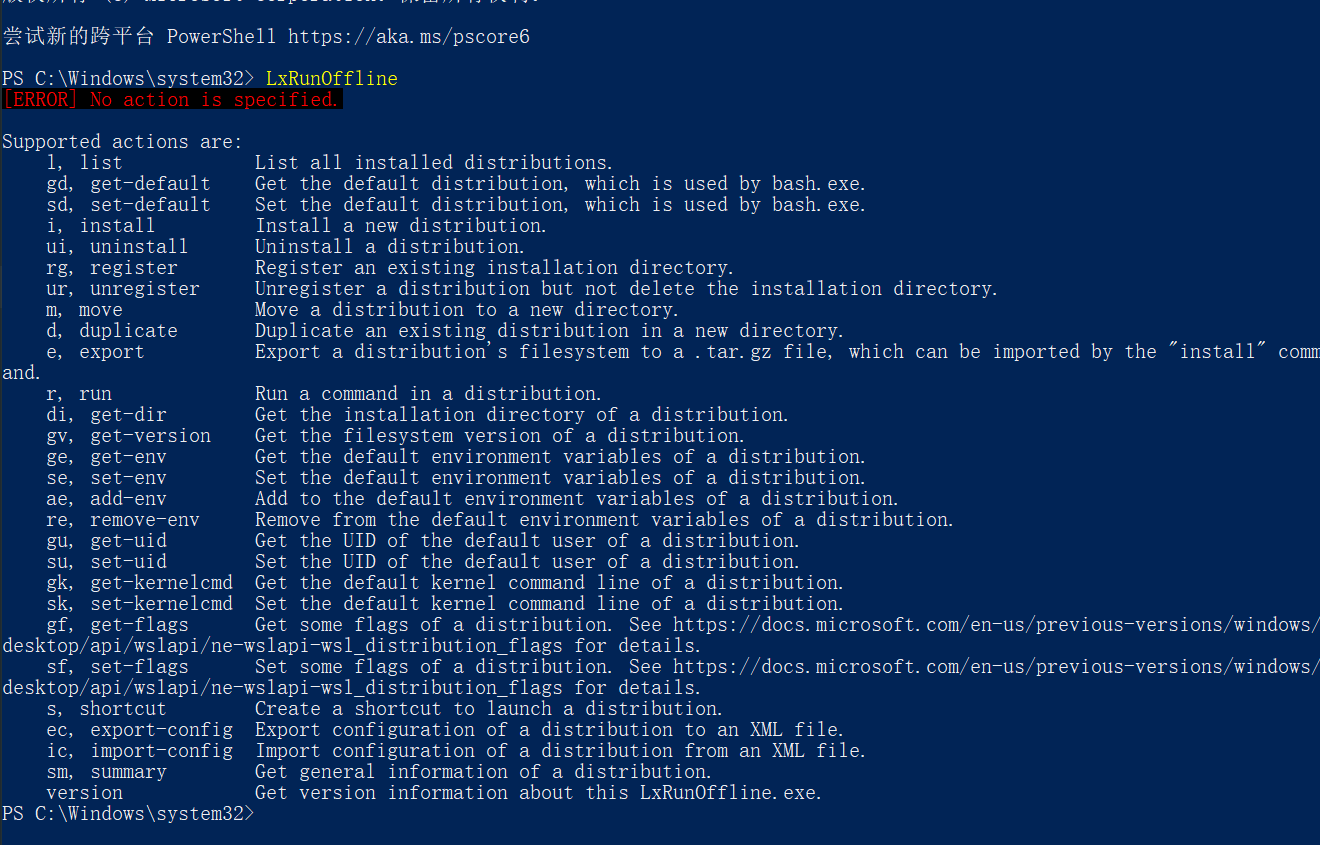 尝试新的跨平台 PowerShell https://aka.ms/pscore6
PS C:\Windows\system32> LxRunOffline
[ERROR] No action is specified.
Supported actions are:
    l, list            List all installed distributions.
    gd, get-default    Get the default distribution, which is used by bash.exe.
    sd, set-default    Set the default distribution, which is used by bash.exe.
    i, install         Install a new distribution.
    ui, uninstall      Uninstall a distribution.
    rg, register       Register an existing installation directory.
    ur, unregister     Unregister a distribution but not delete the installation directory.
    m, move            Move a distribution to a new directory.
    d, duplicate       Duplicate an existing distribution in a new directory.
    e, export          Export a distribution's filesystem to a .tar.gz file, which can be imported by the "install" comm
and.
    r, run             Run a command in a distribution.
    di, get-dir        Get the installation directory of a distribution.
    gv, get-version    Get the filesystem version of a distribution.
    ge, get-env        Get the default environment variables of a distribution.
    se, set-env        Set the default environment variables of a distribution.
    ae, add-env        Add to the default environment variables of a distribution.
    re, remove-env     Remove from the default environment variables of a distribution.
    gu, get-uid        Get the UID of the default user of a distribution.
    su, set-uid        Set the UID of the default user of a distribution.
    gk, get-kernelcmd  Get the default kernel command line of a distribution.
    sk, set-kernelcmd  Set the default kernel command line of a distribution.
    gf, get-flags      Get some flags of a distribution. See https://docs.microsoft.com/en-us/previous-versions/windows/
desktop/api/wslapi/ne-wslapi-wsl_distribution_flags for details.
    sf, set-flags      Set some flags of a distribution. See https://docs.microsoft.com/en-us/previous-versions/windows/
desktop/api/wslapi/ne-wslapi-wsl_distribution_flags for details.
    s, shortcut        Create a shortcut to launch a distribution.
    ec, export-config  Export configuration of a distribution to an XML file.
    ic, import-config  Import configuration of a distribution from an XML file.
    sm, summary        Get general information of a distribution.
    version            Get version information about this LxRunOffline.exe.
PS C:\Windows\system32>